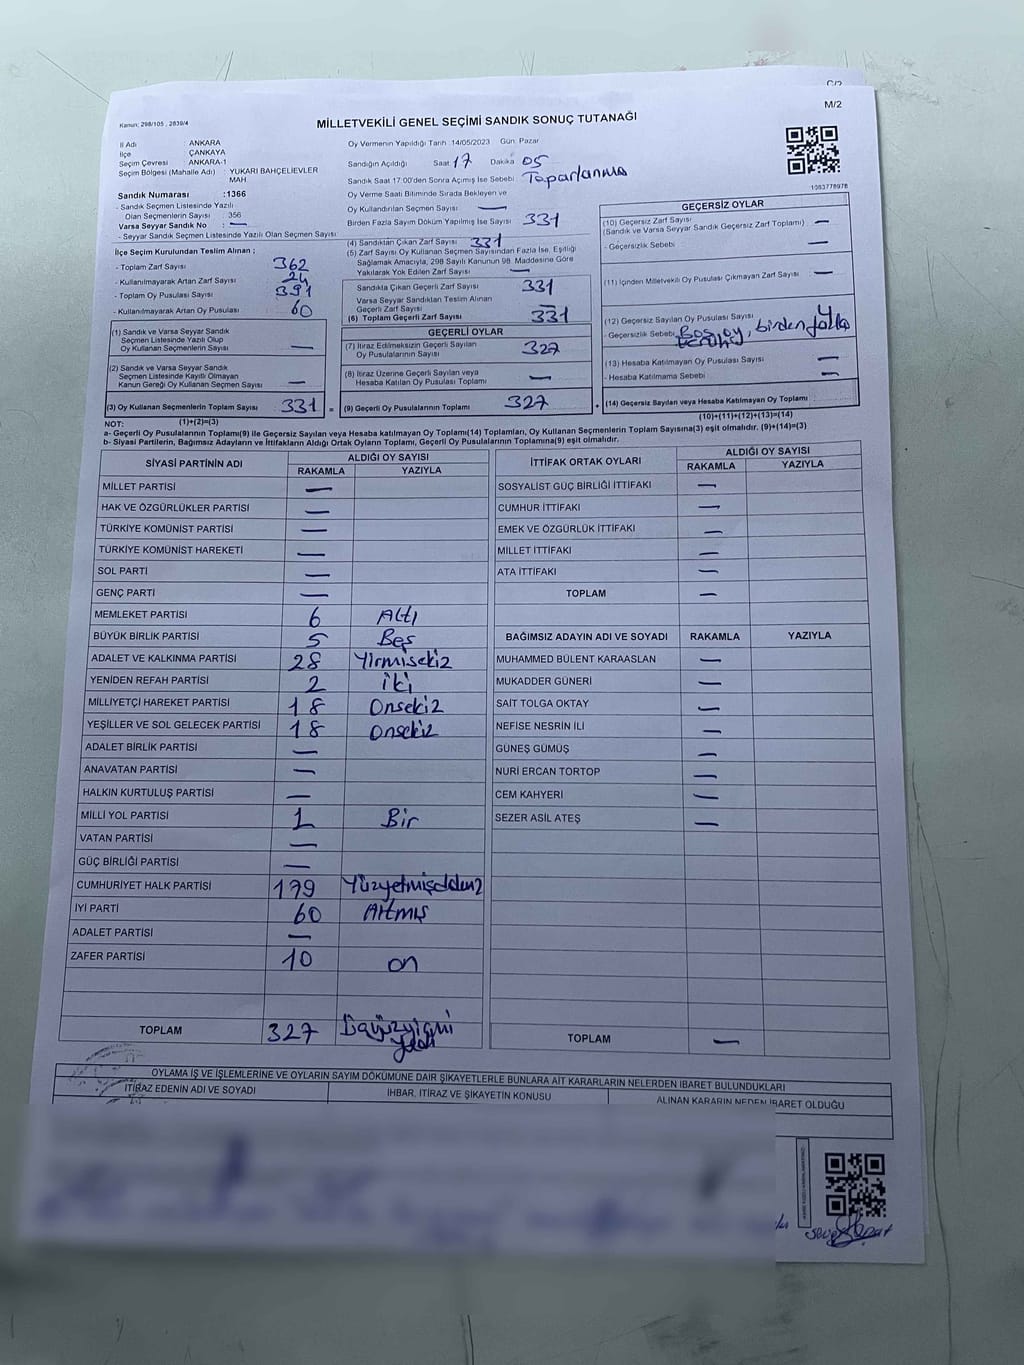 C/2
M/2
Kanun: 298/105 , 2839/4
MİLLETVEKİLİ GENEL SEÇİMİ SANDIK SONUÇ TUTANAĞI
İl Adı : ANKARA
İlçe : ÇANKAYA
Seçim Çevresi : ANKARA-1
Seçim Bölgesi (Mahalle Adı) : YUKARI BAHÇELİEVLER MAH
Sandık Numarası :1366
- Sandık Seçmen Listesinde Yazılı
Olan Seçmenlerin Sayısı : 356
Varsa Seyyar Sandık No : —
- Seyyar Sandık Seçmen Listesinde Yazılı Olan Seçmen Sayısı
Oy Vermenin Yapıldığı Tarih :14/05/2023 Gün: Pazar
Sandığın Açıldığı Saat 17 Dakika 05
Sandık Saat 17:00'den Sonra Açılmış İse Sebebi : Toparlanma
Oy Verme Saati Bitiminde Sırada Bekleyen ve
Oy Kullandırılan Seçmen Sayısı —
Birden Fazla Sayım Döküm Yapılmış İse Sayısı 331
1083778978
İlçe Seçim Kurulundan Teslim Alınan ;
- Toplam Zarf Sayısı 362
- Kullanılmayarak Artan Zarf Sayısı 24
- Toplam Oy Pusulası Sayısı 391
- Kullanılmayarak Artan Oy Pusulası 60
(1) Sandık ve Varsa Seyyar Sandık
Seçmen Listesinde Yazılı Olup
Oy Kullanan Seçmenlerin Sayısı —
(2) Sandık ve Varsa Seyyar Sandık
Seçmen Listesinde Kayıtlı Olmayan
Kanun Gereği Oy Kullanan Seçmen Sayısı —
(3) Oy Kullanan Seçmenlerin Toplam Sayısı 331 =
(1)+(2)=(3)
(4) Sandıktan Çıkan Zarf Sayısı 331
(5) Zarf Sayısı Oy Kullanan Seçmen Sayısından Fazla İse, Eşitliği
Sağlamak Amacıyla, 298 Sayılı Kanunun 98. Maddesine Göre
Yakılarak Yok Edilen Zarf Sayısı —
Sandıkla Çıkan Geçerli Zarf Sayısı 331
Varsa Seyyar Sandıktan Teslim Alınan
Geçerli Zarf Sayısı —
(6) Toplam Geçerli Zarf Sayısı 331
GEÇERLİ OYLAR
(7) İtiraz Edilmeksizin Geçerli Sayılan
Oy Pusulalarının Sayısı 327
(8) İtiraz Üzerine Geçerli Sayılan veya
Hesaba Katılan Oy Pusulası Toplamı —
(9) Geçerli Oy Pusulalarının Toplamı 327 +
GEÇERSİZ OYLAR
(10) Geçersiz Zarf Sayısı
(Sandık ve Varsa Seyyar Sandık Geçersiz Zarf Toplamı) —
- Geçersizlik Sebebi —
(11) İçinden Milletvekili Oy Pusulası Çıkmayan Zarf Sayısı —
(12) Geçersiz Sayılan Oy Pusulası Sayısı 4
- Geçersizlik Sebebi Boş oy, birden fazla
(13) Hesaba Katılmayan Oy Pusulası Sayısı —
- Hesaba Katılmama Sebebi —
(14) Geçersiz Sayılan veya Hesaba Katılmayan Oy Toplamı
(10)+(11)+(12)+(13)=(14)
NOT:
a- Geçerli Oy Pusulalarının Toplamı(9) ile Geçersiz Sayılan veya Hesaba Katılmayan Oy Toplamı(14) Toplamları, Oy Kullanan Seçmenlerin Toplam Sayısına(3) eşit olmalıdır. (9)+(14)=(3)
b- Siyasi Partilerin, Bağımsız Adayların ve İttifakların Aldığı Ortak Oyların Toplamı, Geçerli Oy Pusulalarının Toplamına(9) eşit olmalıdır.
SİYASİ PARTİNİN ADI ALDIĞI OY SAYISI
RAKAMLA YAZIYLA
MİLLET PARTİSİ —
HAK VE ÖZGÜRLÜKLER PARTİSİ —
TÜRKİYE KOMÜNİST PARTİSİ —
TÜRKİYE KOMÜNİST HAREKETİ —
SOL PARTİ —
GENÇ PARTİ —
MEMLEKET PARTİSİ 6 Altı
BÜYÜK BİRLİK PARTİSİ 5 Beş
ADALET VE KALKINMA PARTİSİ 28 Yirmisekiz
YENİDEN REFAH PARTİSİ 2 iki
MİLLİYETÇİ HAREKET PARTİSİ 18 Onsekiz
YEŞİLLER VE SOL GELECEK PARTİSİ 18 Onsekiz
ADALET BİRLİK PARTİSİ —
ANAVATAN PARTİSİ —
HALKIN KURTULUŞ PARTİSİ —
MİLLİ YOL PARTİSİ 1 Bir
VATAN PARTİSİ —
GÜÇ BİRLİĞİ PARTİSİ —
CUMHURİYET HALK PARTİSİ 179
İYİ PARTİ 60 Altmış
ADALET PARTİSİ —
ZAFER PARTİSİ 10 on
TOPLAM 327
İTTİFAK ORTAK OYLARI ALDIĞI OY SAYISI
RAKAMLA YAZIYLA
SOSYALİST GÜÇ BİRLİĞİ İTTİFAKI —
CUMHUR İTTİFAKI —
EMEK VE ÖZGÜRLÜK İTTİFAKI —
MİLLET İTTİFAKI —
ATA İTTİFAKI —
TOPLAM —
BAĞIMSIZ ADAYIN ADI VE SOYADI RAKAMLA YAZIYLA
MUHAMMED BÜLENT KARAASLAN —
MUKADDER GÜNERİ —
SAİT TOLGA OKTAY —
NEFİSE NESRİN İLİ —
GÜNEŞ GÜMÜŞ —
NURİ ERCAN TORTOP —
CEM KAHYERİ —
SEZER ASİL ATEŞ —
TOPLAM —
OYLAMA İŞ VE İŞLEMLERİNE VE OYLARIN SAYIM DÖKÜMÜNE DAİR ŞİKAYETLERLE BUNLARA AİT KARARLARIN NELERDEN İBARET BULUNDUKLARI
İTİRAZ EDENİN ADI VE SOYADI İHBAR, İTİRAZ VE ŞİKAYETİN KONUSU ALINAN KARARIN NEDEN İBARET OLDUĞU